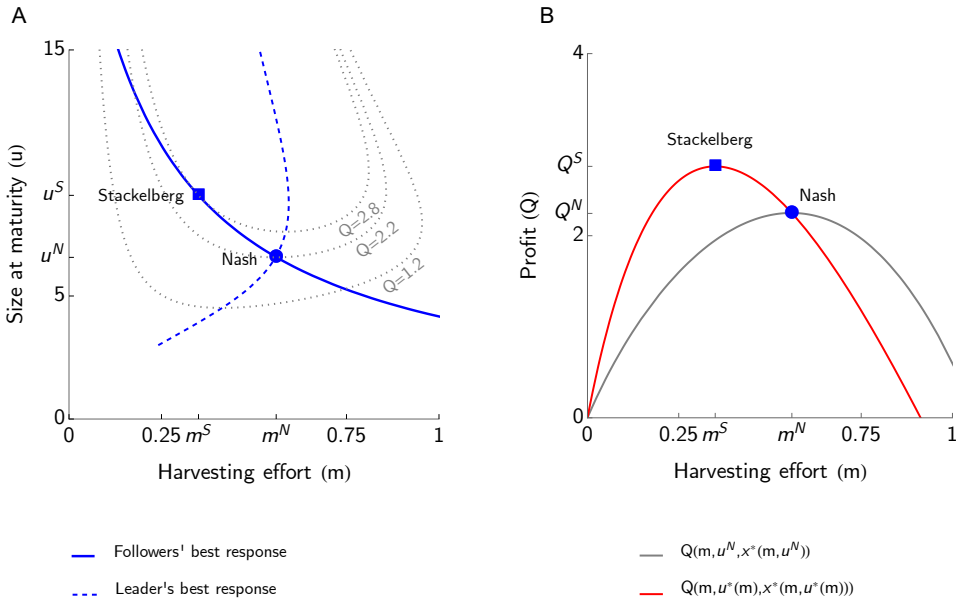 A
Size at maturity (u)
15
u^S
u^N
5
0
Stackelberg
Nash
Q=2.8
Q=2.2
Q=1.2
0
0.25
m^S
m^N
0.75
1
Harvesting effort (m)
Followers' best response
Leader's best response
B
Profit (Q)
4
Q^S
Q^N
2
0
Stackelberg
Nash
0
0.25
m^S
m^N
0.75
1
Harvesting effort (m)
Q(m,u^N,x*(m,u^N))
Q(m,u*(m),x*(m,u*(m)))